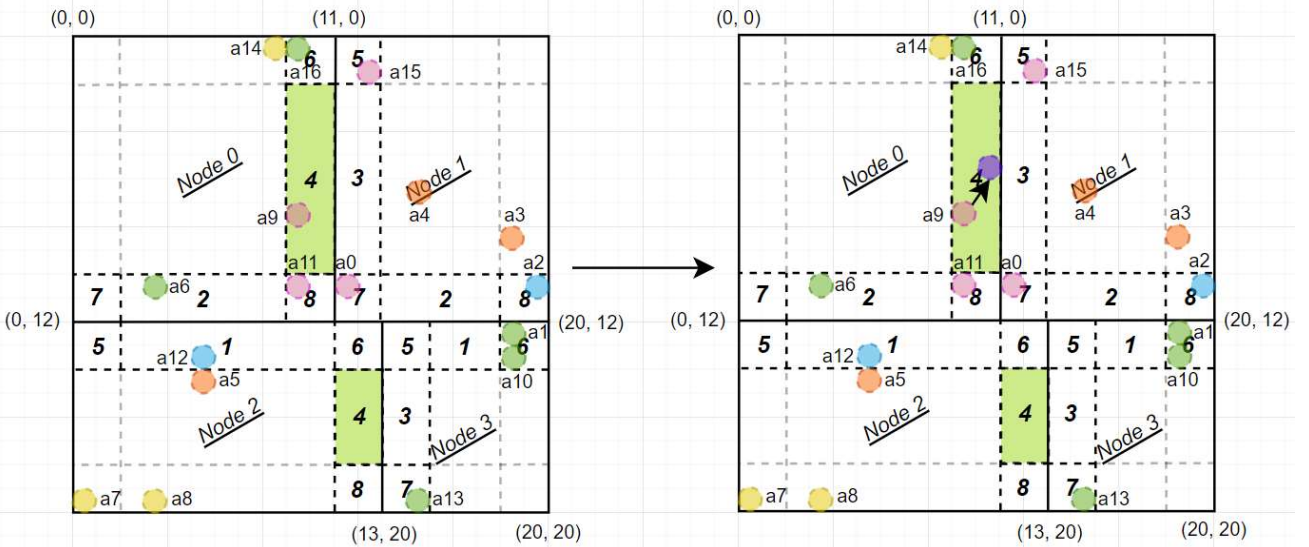 (0, 0) (11, 0) (0, 0) (11, 0)
a14 6 5 a15 a14 6 5 a15
a16 a16
Node 0 4 3 Node 1 Node 0 4 3 Node 1
a9 a4 a3 a9 a4 a3
a11 a0 a2 a11 a0 a2
7 a6 2 8 7 2 8 7 a6 2 8 7 2 8
(0, 12) (20, 12) (0, 12) (20, 12)
5 a12 1 6 5 1 6 a1 5 a12 1 6 5 1 6 a1
a5 a10 a5 a10
Node 2 4 3 Node 3 Node 2 4 3 Node 3
a7 a8 8 7 a13 a7 a8 8 7 a13
(13, 20) (20, 20) (13, 20) (20, 20)